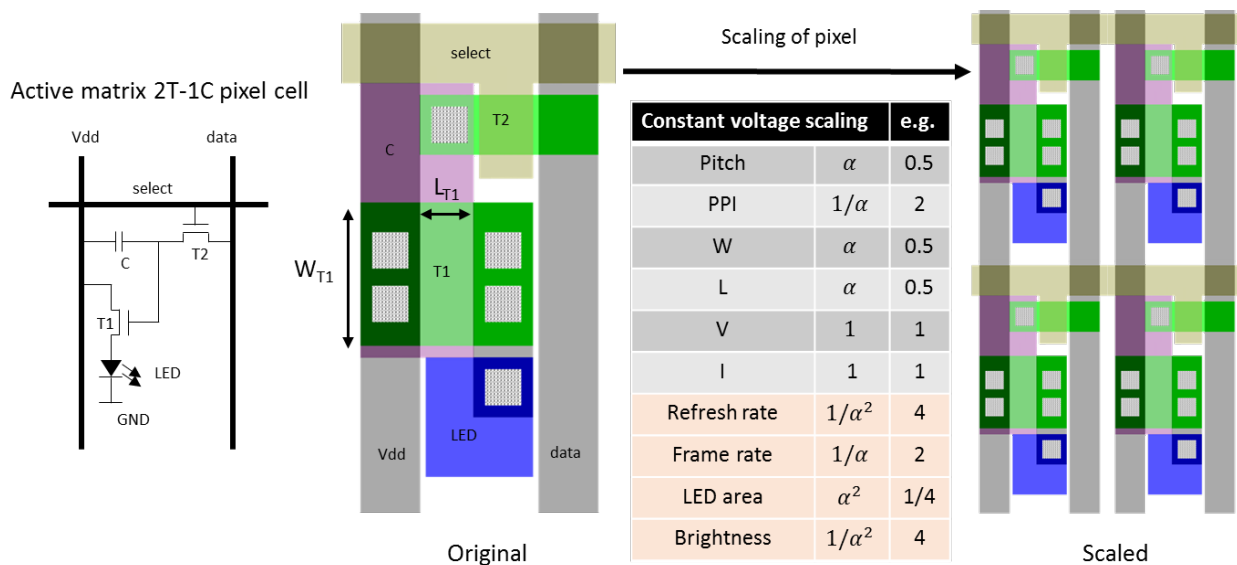 Active matrix 2T-1C pixel cell
Vdd
data
select
C
T2
T1
LED
GND
select
T2
C
L_T1
W_T1
T1
LED
Vdd
data
Original
Scaling of pixel
Constant voltage scaling e.g.
Pitch α 0.5
PPI 1/α 2
W α 0.5
L α 0.5
V 1 1
I 1 1
Refresh rate 1/α² 4
Frame rate 1/α 2
LED area α² 1/4
Brightness 1/α² 4
Scaled